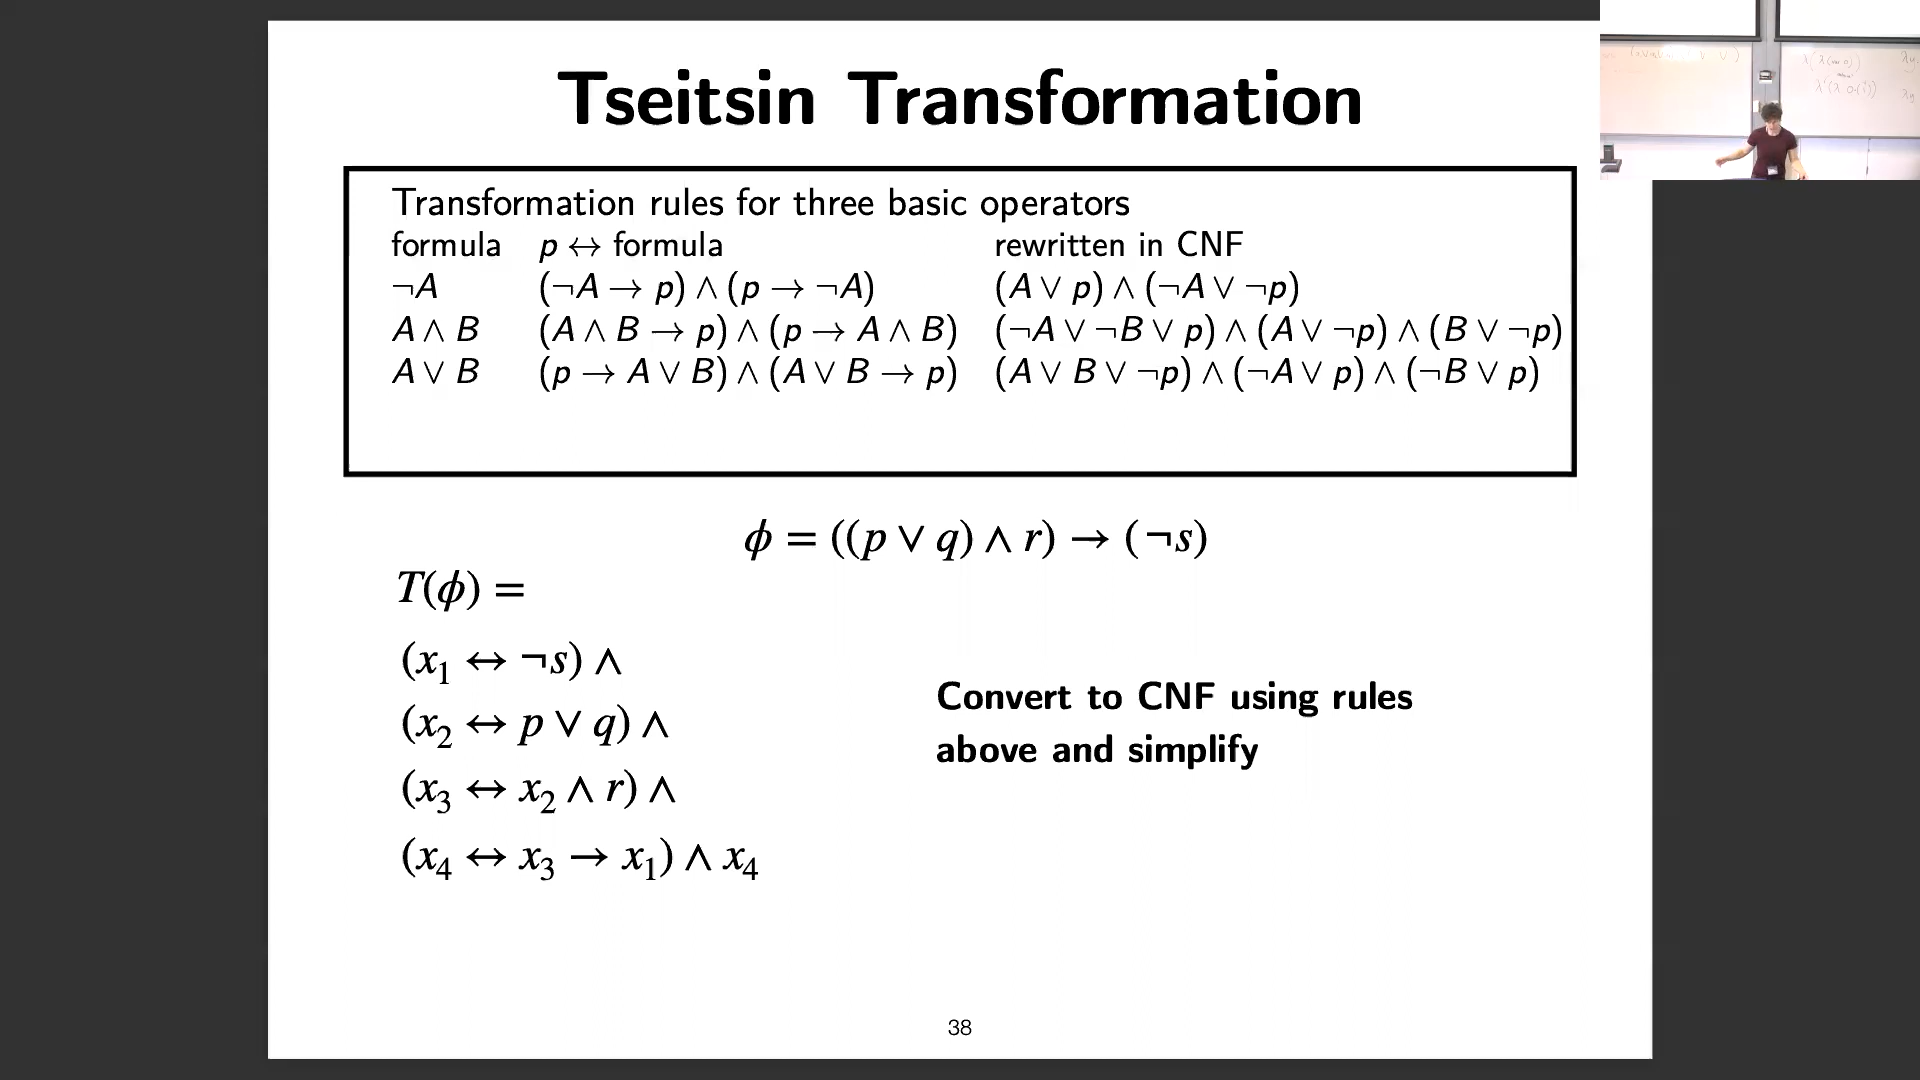 Tseitsin Transformation
Transformation rules for three basic operators
formula p ↔ formula rewritten in CNF
¬A (¬A → p) ∧ (p → ¬A) (A ∨ p) ∧ (¬A ∨ ¬p)
A ∧ B (A ∧ B → p) ∧ (p → A ∧ B) (¬A ∨ ¬B ∨ p) ∧ (A ∨ ¬p) ∧ (B ∨ ¬p)
A ∨ B (p → A ∨ B) ∧ (A ∨ B → p) (A ∨ B ∨ ¬p) ∧ (¬A ∨ p) ∧ (¬B ∨ p)
ϕ = ((p ∨ q) ∧ r) → (¬s)
T(ϕ) =
(x₁ ↔ ¬s) ∧
(x₂ ↔ p ∨ q) ∧
(x₃ ↔ x₂ ∧ r) ∧
(x₄ ↔ x₃ → x₁) ∧ x₄
Convert to CNF using rules
above and simplify
38